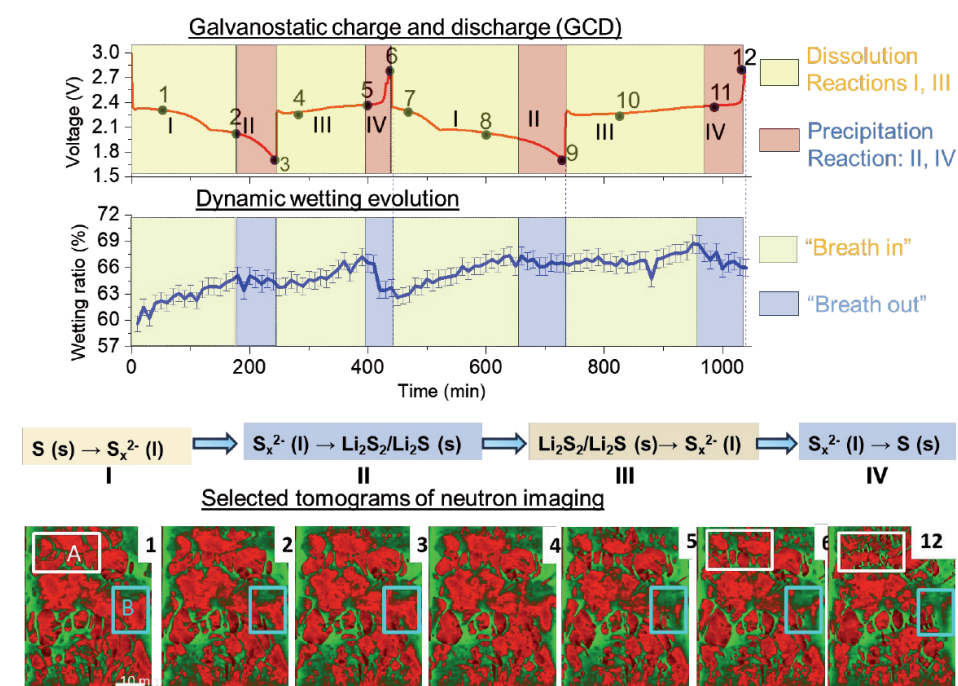 Galvanostatic charge and discharge (GCD)
Voltage (V)
3.0
2.7
2.4
2.1
1.8
1.5
1
2
3
4
5
6
7
8
9
10
11
12
I
II
III
IV
I
II
III
IV
Dissolution
Reactions I, III
Precipitation
Reaction: II, IV
Dynamic wetting evolution
Wetting ratio (%)
72
69
66
63
60
57
0 200 400 600 800 1000
Time (min)
“Breath in”
“Breath out”
S (s) → Sₓ²⁻ (l)
Sₓ²⁻ (l) → Li₂S₂/Li₂S (s)
Li₂S₂/Li₂S (s)→ Sₓ²⁻ (l)
Sₓ²⁻ (l) → S (s)
I II III IV
Selected tomograms of neutron imaging
A
B
1
2
3
4
5
6
12